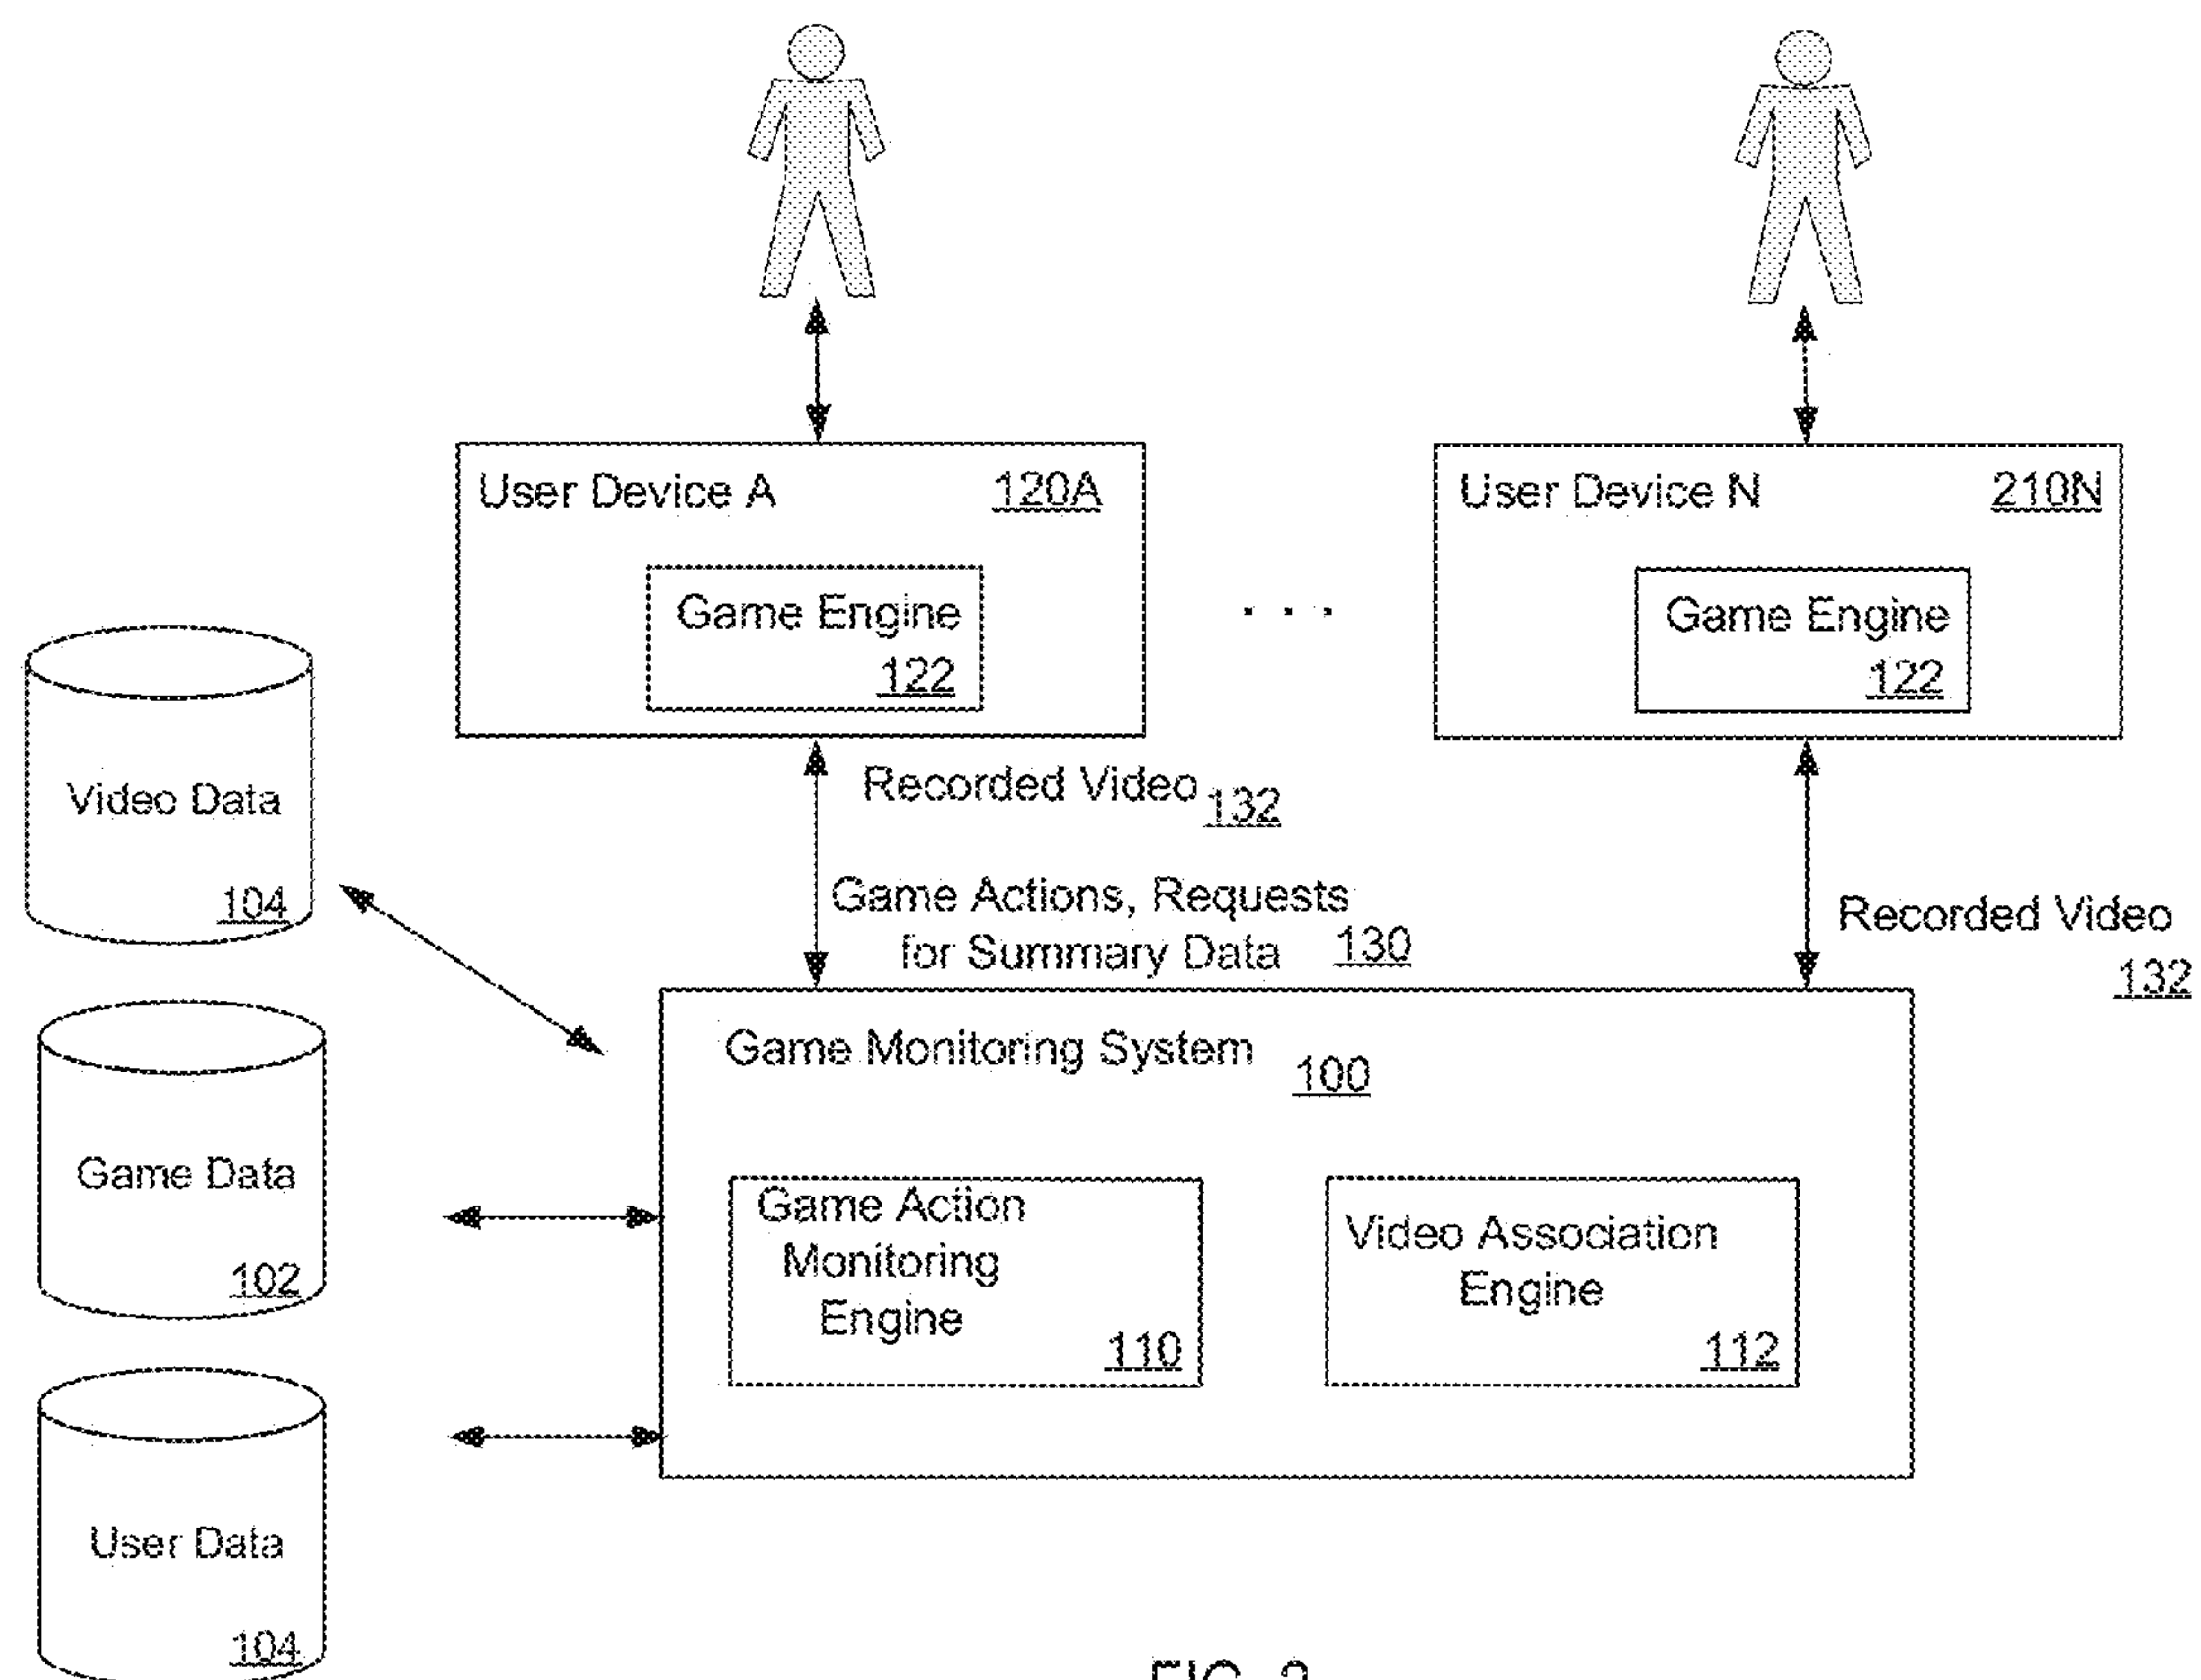 User Device A 120A
Game Engine
122
. . .
User Device N 210N
Game Engine
122
Video Data
104
Recorded Video 132
Game Actions, Requests
for Summary Data 130
Recorded Video
132
Game Data
102
User Data
104
Game Monitoring System 100
Game Action
Monitoring
Engine
110
Video Association
Engine
112